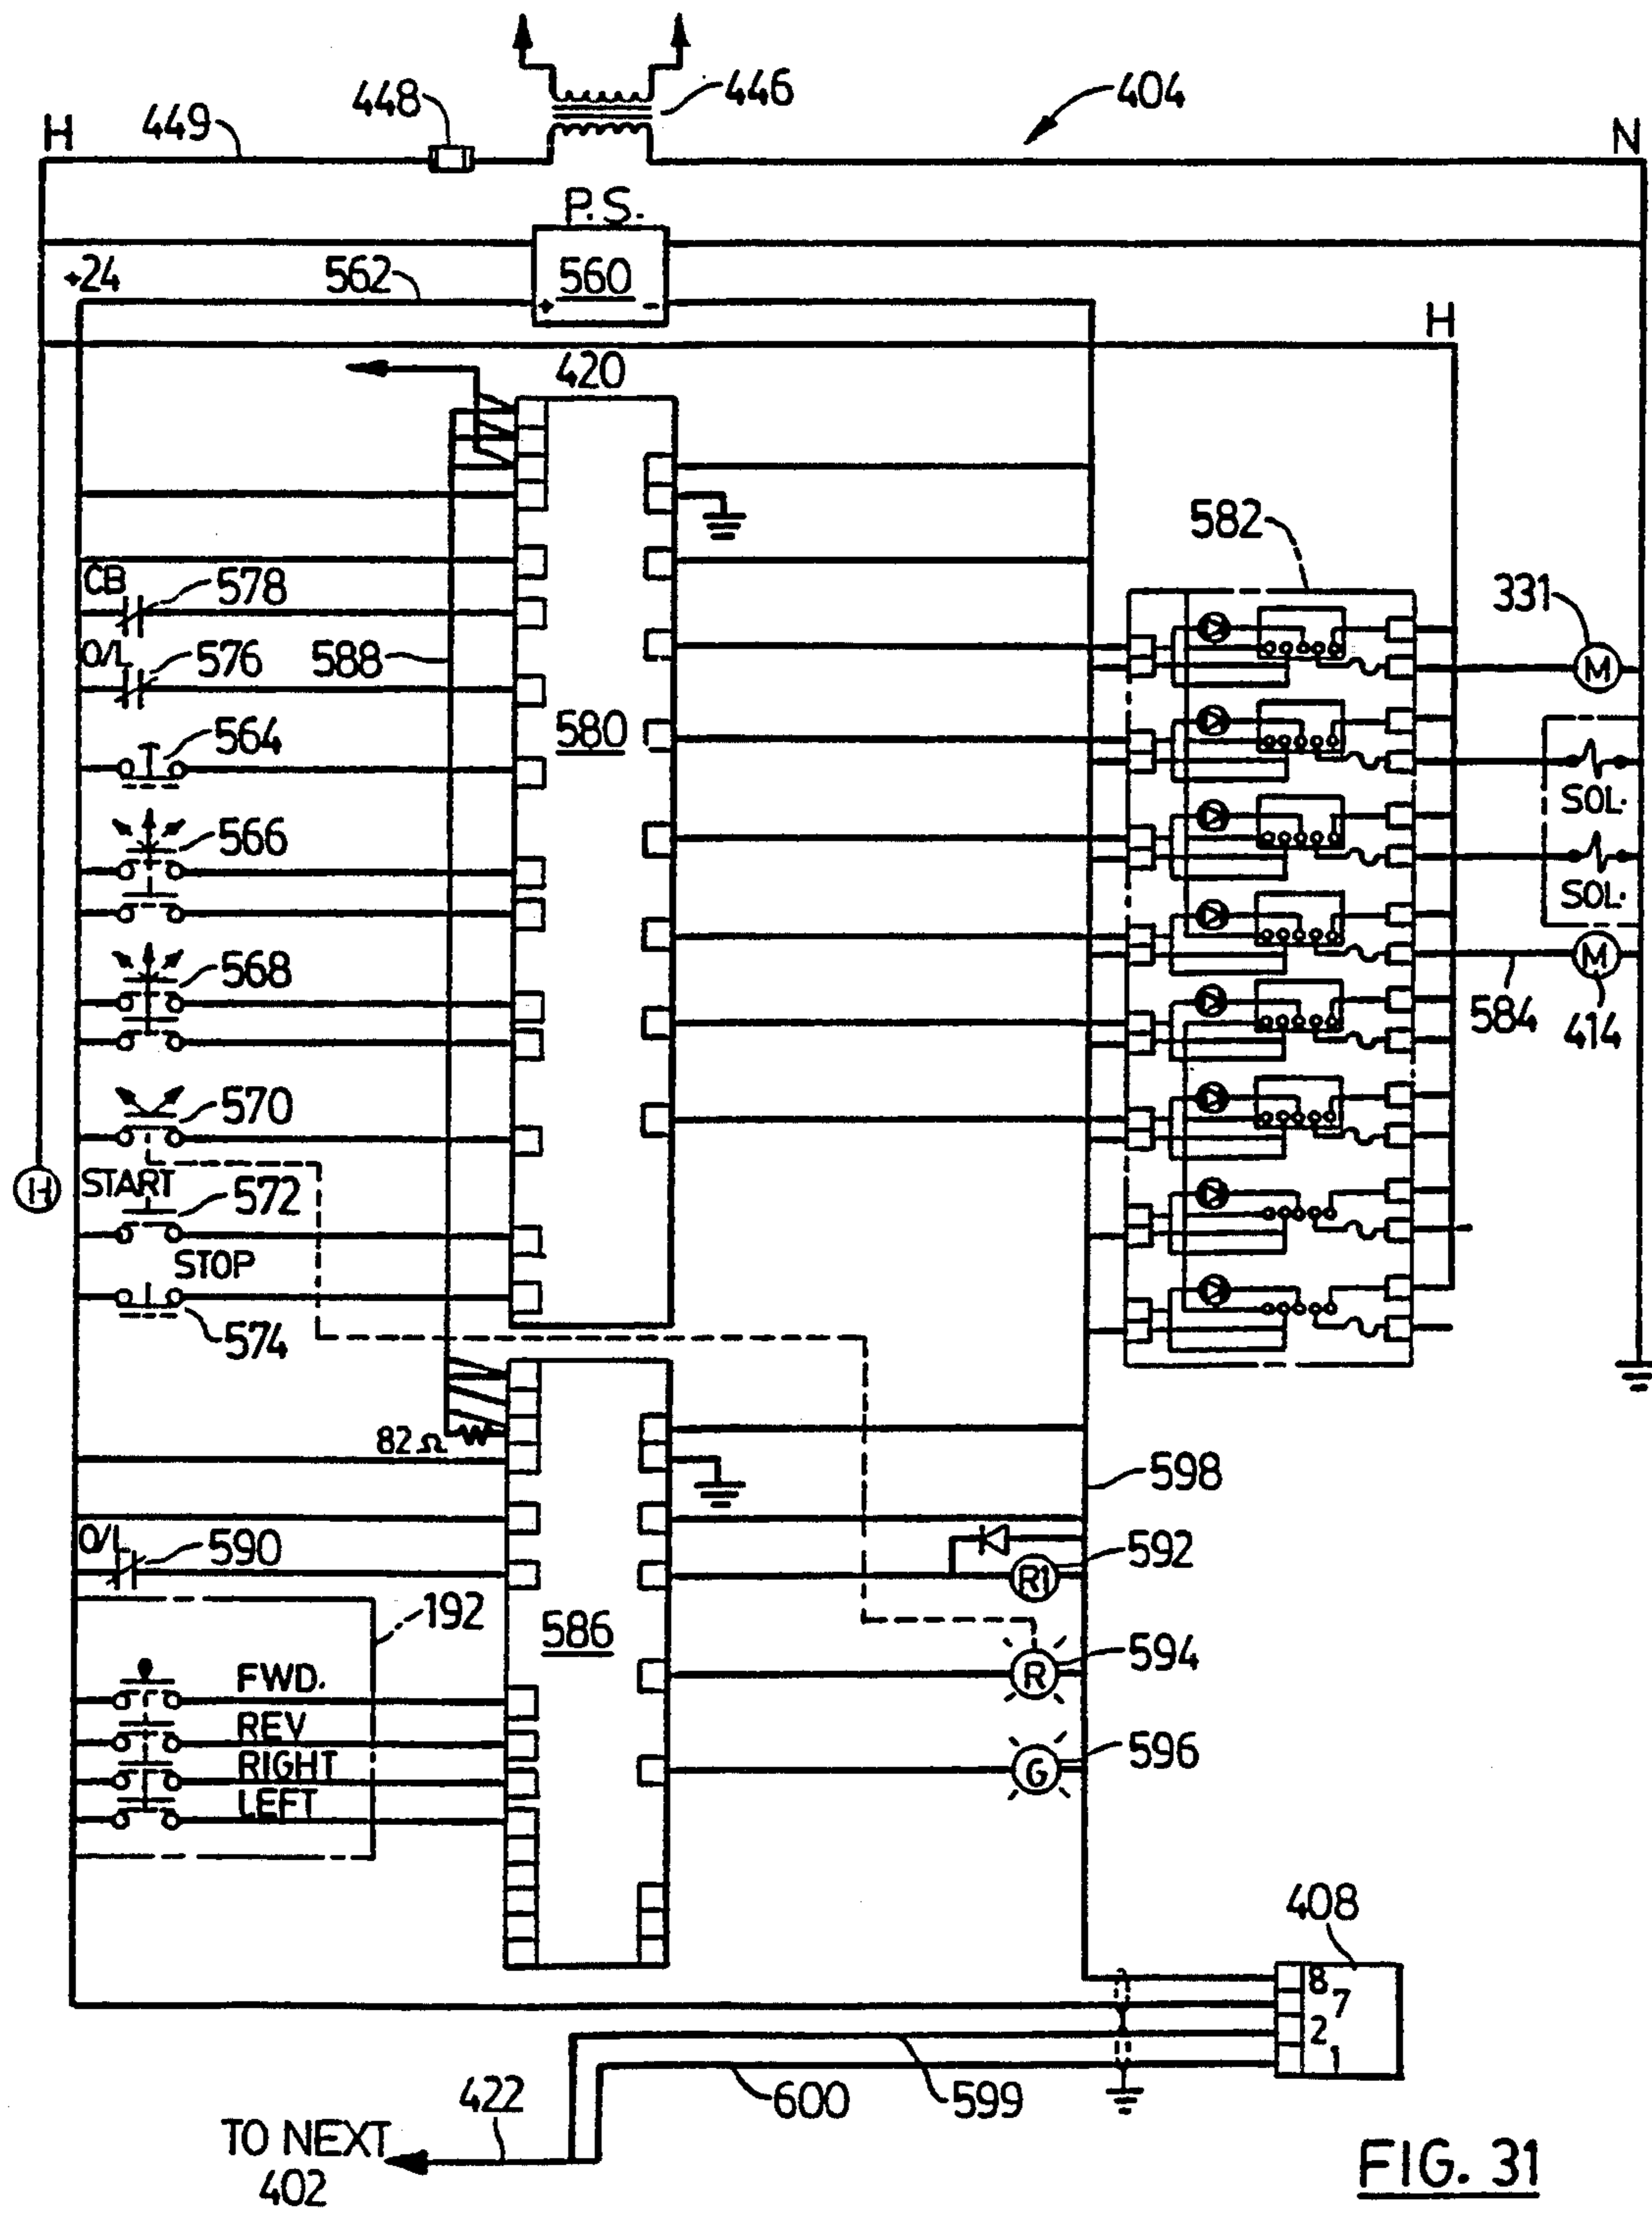 446
404
448
449
H
N
P.S.
560
+ -
+24
562
H
420
582
CB
578
331
O/L
576
588
M
580
564
SOL.
566
SOL.
568
M
584
414
570
H
START
572
STOP
574
82Ω
598
O/L
590
592
R1
192
586
594
R
FWD.
REV
596
G
RIGHT
LEFT
408
8
7
2
1
422
600
599
TO NEXT
402
FIG. 31